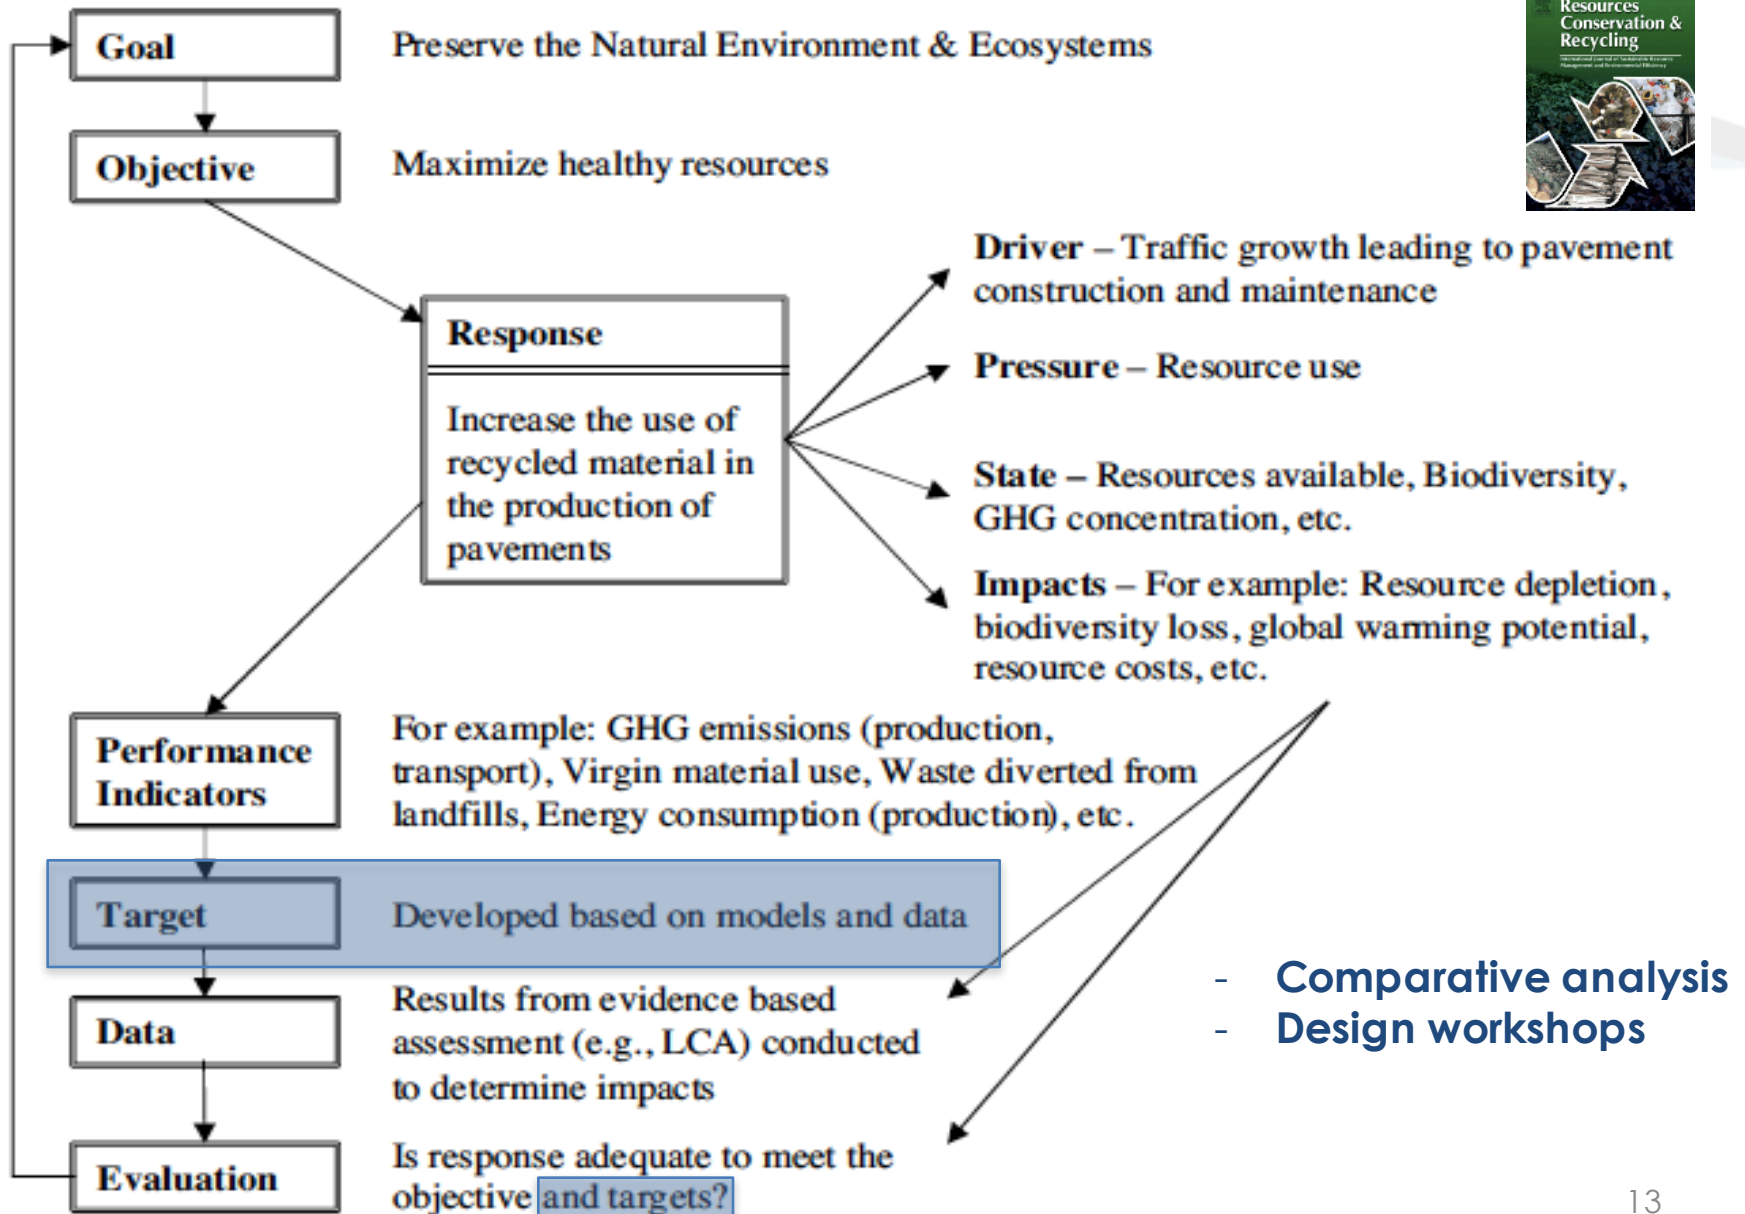 Goal
Preserve the Natural Environment & Ecosystems
Resources
Conservation &
Recycling
Objective
Maximize healthy resources
Driver – Traffic growth leading to pavement
construction and maintenance
Response
Pressure – Resource use
Increase the use of
recycled material in
the production of
pavements
State – Resources available, Biodiversity,
GHG concentration, etc.
Impacts – For example: Resource depletion,
biodiversity loss, global warming potential,
resource costs, etc.
Performance
Indicators
For example: GHG emissions (production,
transport), Virgin material use, Waste diverted from
landfills, Energy consumption (production), etc.
Target
Developed based on models and data
- Comparative analysis
- Design workshops
Data
Results from evidence based
assessment (e.g., LCA) conducted
to determine impacts
Evaluation
Is response adequate to meet the
objective and targets?
13